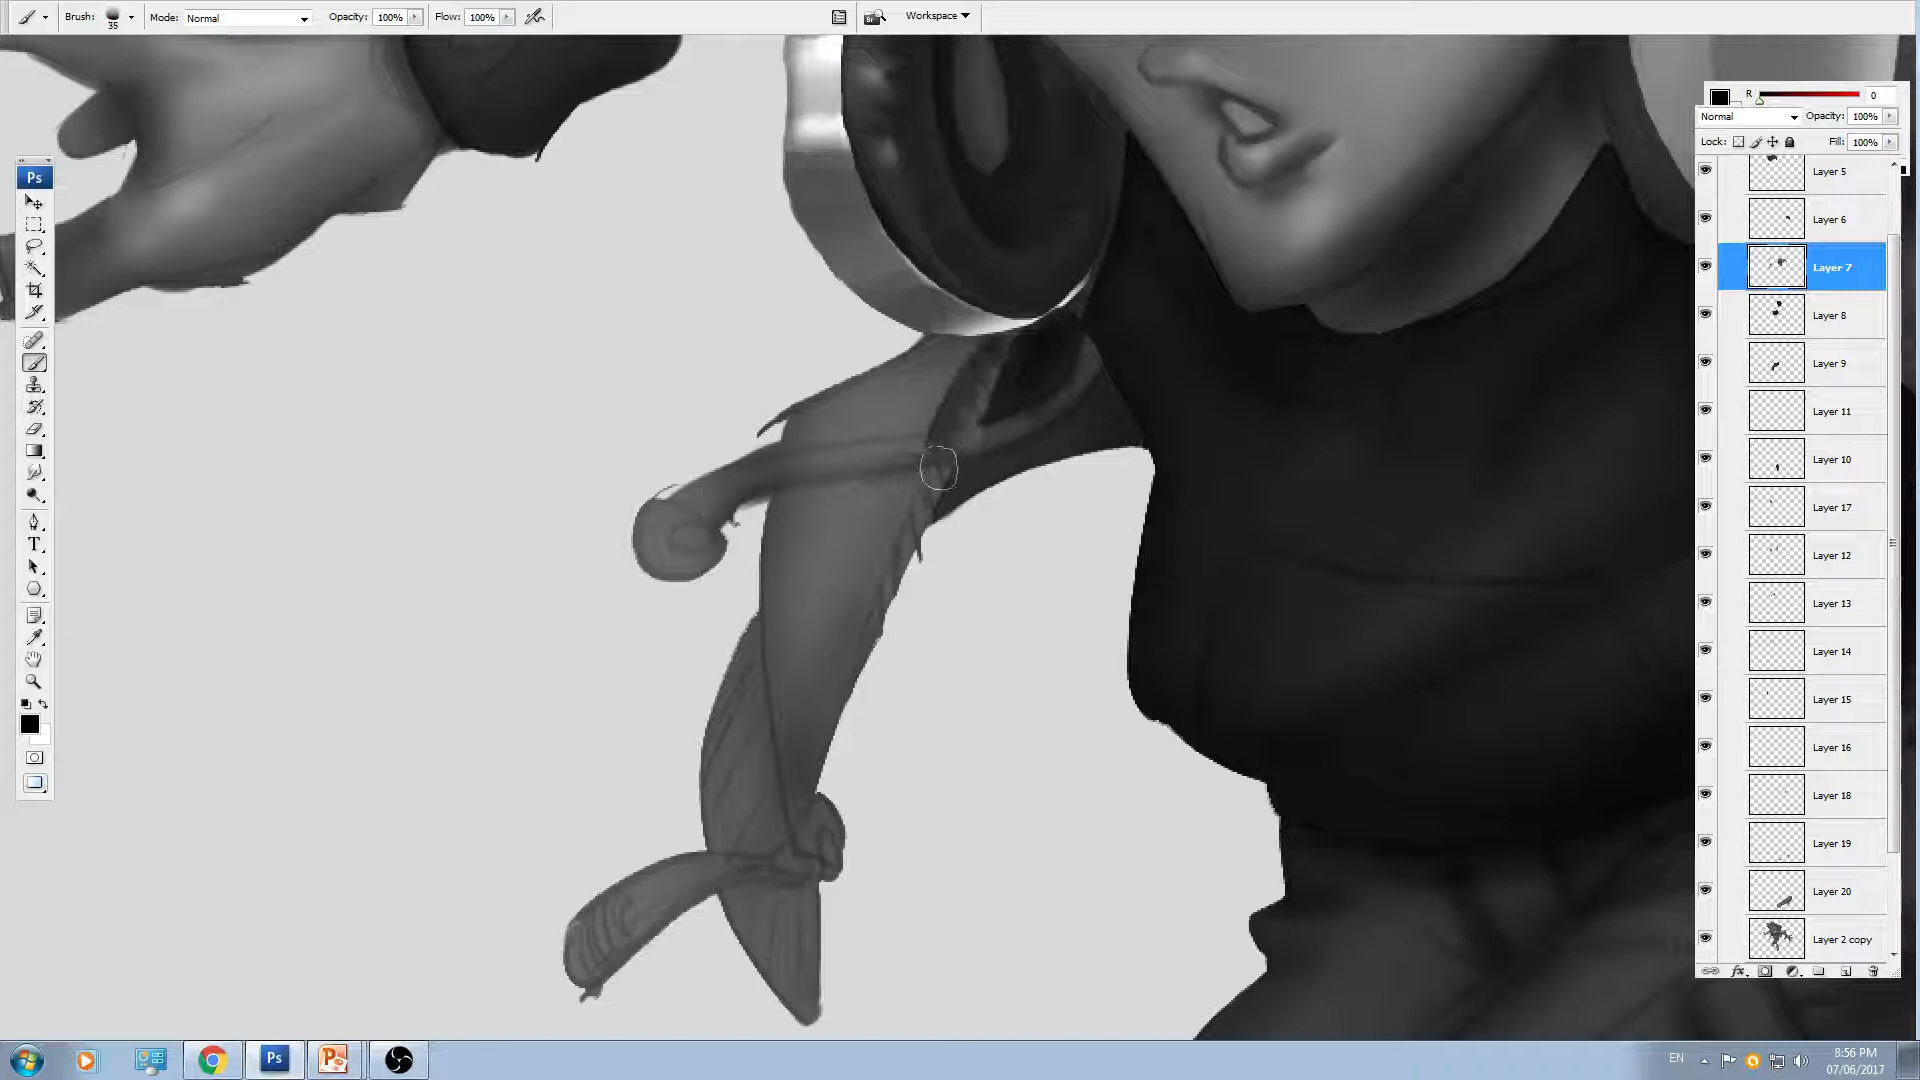 Brush: 35 Mode: Normal Opacity: 100% Flow: 100% Workspace
Br
Ps
R 0
Normal Opacity: 100%
Lock: Fill: 100%
Layer 5
Layer 6
Layer 7
Layer 8
Layer 9
Layer 11
Layer 10
Layer 17
Layer 12
Layer 13
Layer 14
Layer 15
Layer 16
Layer 18
Layer 19
Layer 20
Layer 2 copy
T
fx
Ps
EN 8:56 PM
07/06/2017